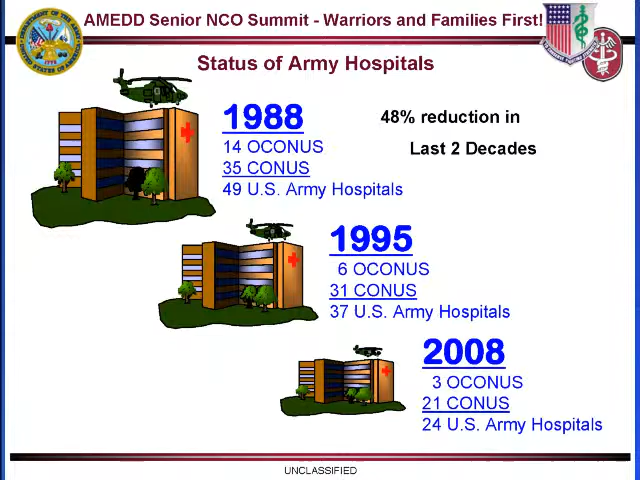 AMEDD Senior NCO Summit - Warriors and Families First!
Status of Army Hospitals
1988
14 OCONUS
35 CONUS
49 U.S. Army Hospitals
48% reduction in
Last 2 Decades
1995
6 OCONUS
31 CONUS
37 U.S. Army Hospitals
2008
3 OCONUS
21 CONUS
24 U.S. Army Hospitals
UNCLASSIFIED